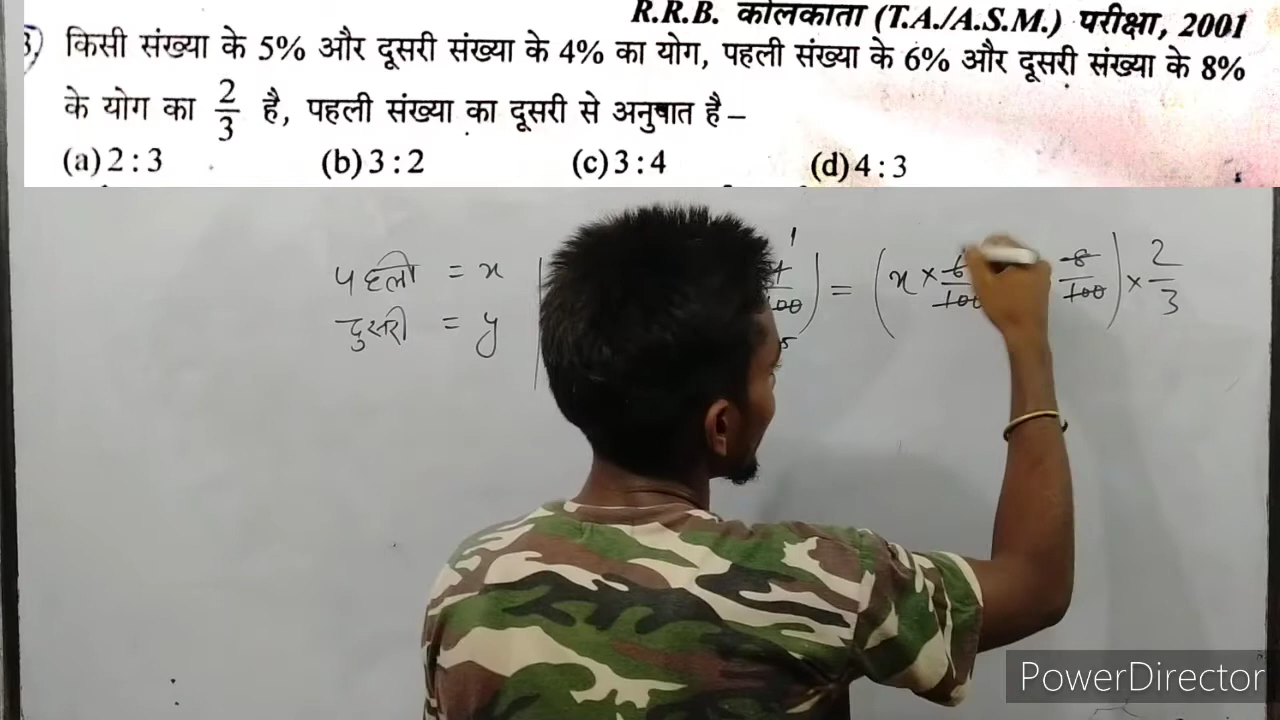 R.R.B. कोलकाता (T.A./A.S.M.) परीक्षा, 2001
किसी संख्या के 5% और दूसरी संख्या के 4% का योग, पहली संख्या के 6% और दूसरी संख्या के 8%
के योग का 2/3 है, पहली संख्या का दूसरी से अनुपात है –
(a) 2 : 3 (b) 3 : 2 (c) 3 : 4 (d) 4 : 3
पहली = x
दुसरी = y
) = (x × 6/100 8/100) × 2/3
PowerDirector